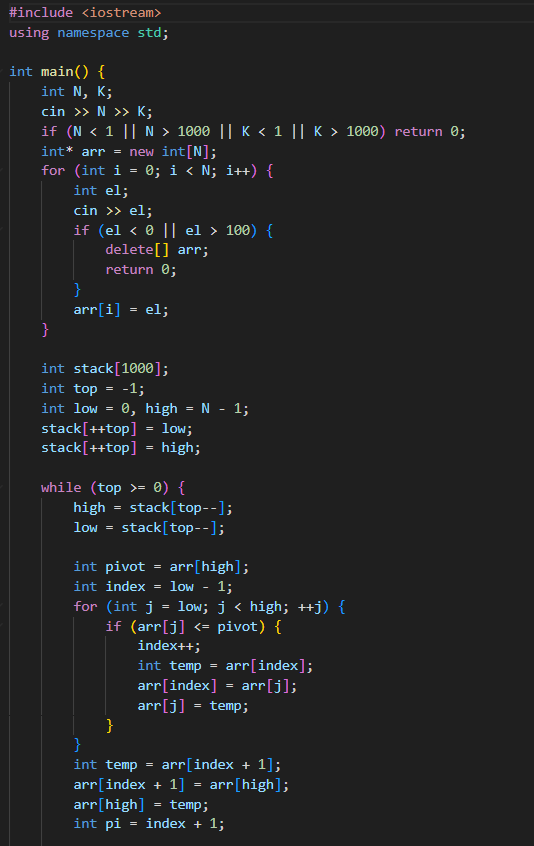 #include <iostream>
using namespace std;
int main() {
int N, K;
cin >> N >> K;
if (N < 1 || N > 1000 || K < 1 || K > 1000) return 0;
int* arr = new int[N];
for (int i = 0; i < N; i++) {
int el;
cin >> el;
if (el < 0 || el > 100) {
delete[] arr;
return 0;
}
arr[i] = el;
}
int stack[1000];
int top = -1;
int low = 0, high = N - 1;
stack[++top] = low;
stack[++top] = high;
while (top >= 0) {
high = stack[top--];
low = stack[top--];
int pivot = arr[high];
int index = low - 1;
for (int j = low; j < high; ++j) {
if (arr[j] <= pivot) {
index++;
int temp = arr[index];
arr[index] = arr[j];
arr[j] = temp;
}
}
int temp = arr[index + 1];
arr[index + 1] = arr[high];
arr[high] = temp;
int pi = index + 1;